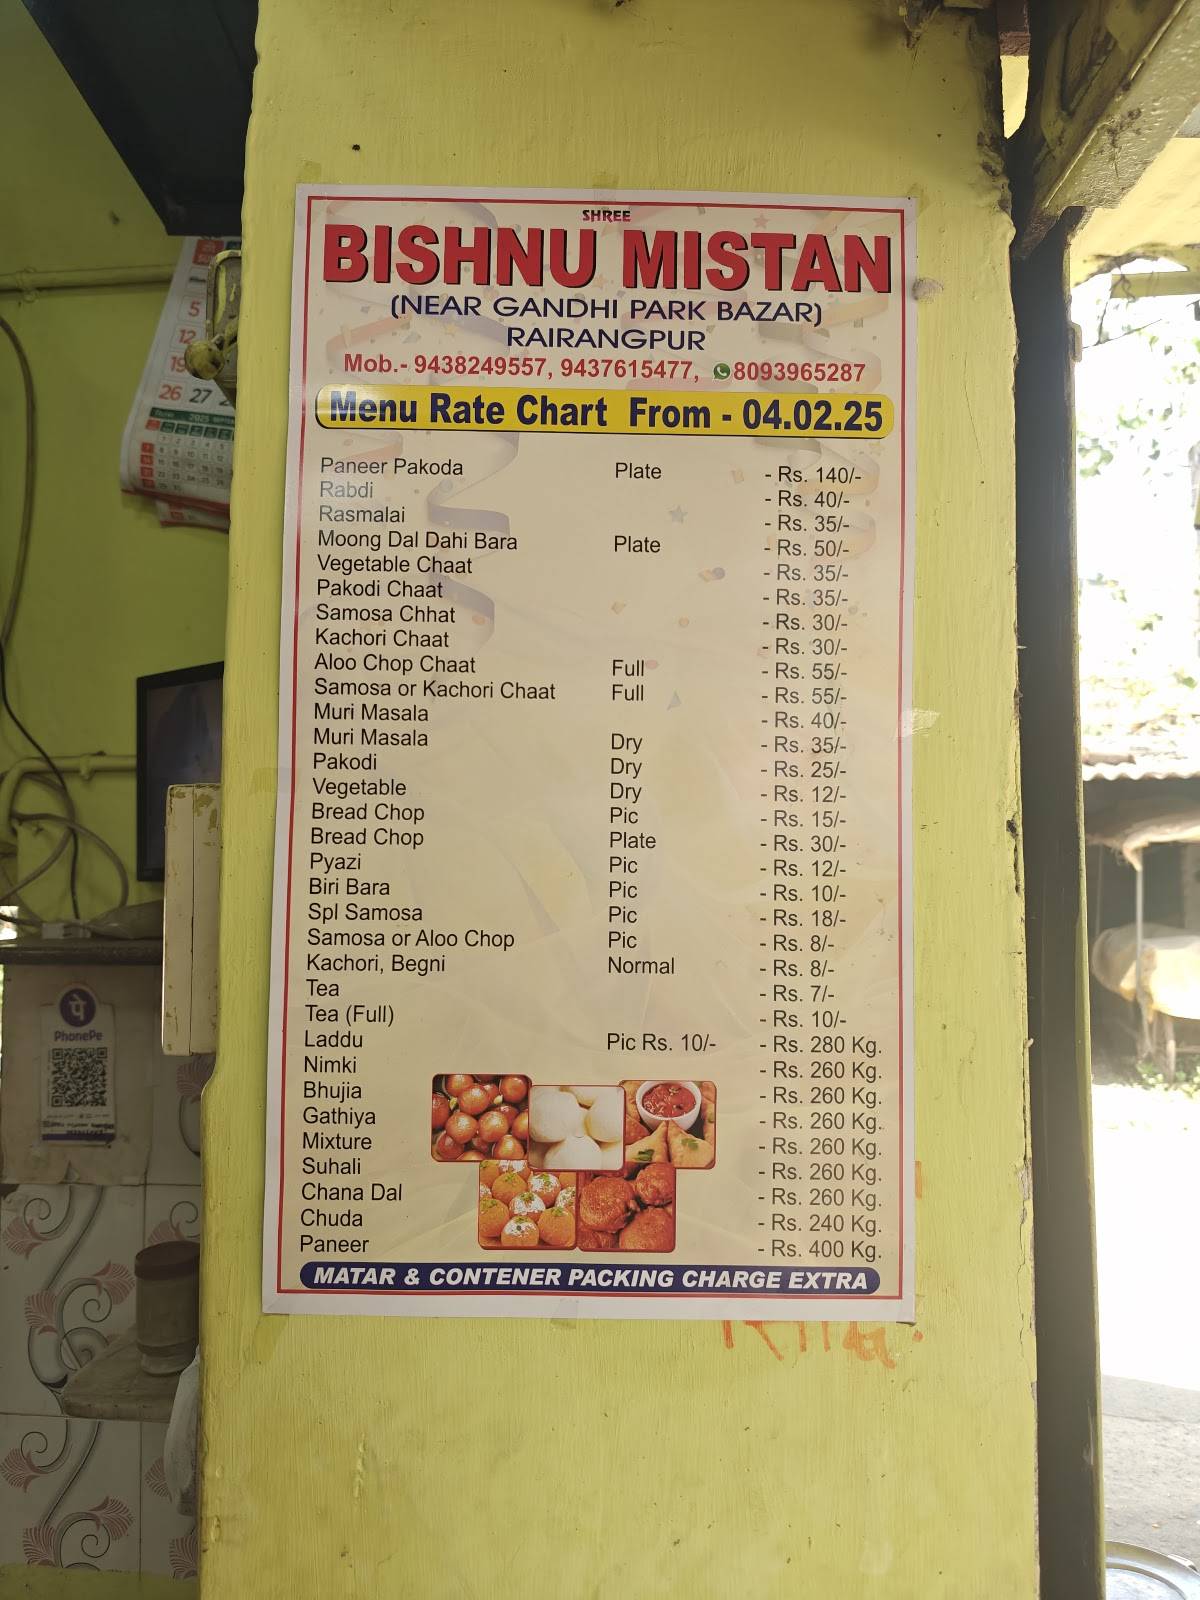 SHREE
BISHNU MISTAN
(NEAR GANDHI PARK BAZAR)
RAIRANGPUR
Mob.- 9438249557, 9437615477, 8093965287
Menu Rate Chart From - 04.02.25
Paneer Pakoda Plate - Rs. 140/-
Rabdi - Rs. 40/-
Rasmalai - Rs. 35/-
Moong Dal Dahi Bara Plate - Rs. 50/-
Vegetable Chaat - Rs. 35/-
Pakodi Chaat - Rs. 35/-
Samosa Chhat - Rs. 30/-
Kachori Chaat - Rs. 30/-
Aloo Chop Chaat Full - Rs. 55/-
Samosa or Kachori Chaat Full - Rs. 55/-
Muri Masala - Rs. 40/-
Muri Masala Dry - Rs. 35/-
Pakodi Dry - Rs. 25/-
Vegetable Dry - Rs. 12/-
Bread Chop Pic - Rs. 15/-
Bread Chop Plate - Rs. 30/-
Pyazi Pic - Rs. 12/-
Biri Bara Pic - Rs. 10/-
Spl Samosa Pic - Rs. 18/-
Samosa or Aloo Chop Pic - Rs. 8/-
Kachori, Begni Normal - Rs. 8/-
Tea - Rs. 7/-
Tea (Full) - Rs. 10/-
Laddu Pic Rs. 10/- - Rs. 280 Kg.
Nimki - Rs. 260 Kg.
Bhujia - Rs. 260 Kg.
Gathiya - Rs. 260 Kg.
Mixture - Rs. 260 Kg.
Suhali - Rs. 260 Kg.
Chana Dal - Rs. 260 Kg.
Chuda - Rs. 240 Kg.
Paneer - Rs. 400 Kg.
MATAR & CONTENER PACKING CHARGE EXTRA
5
12
19
26 27
2025
पे
PhonePe